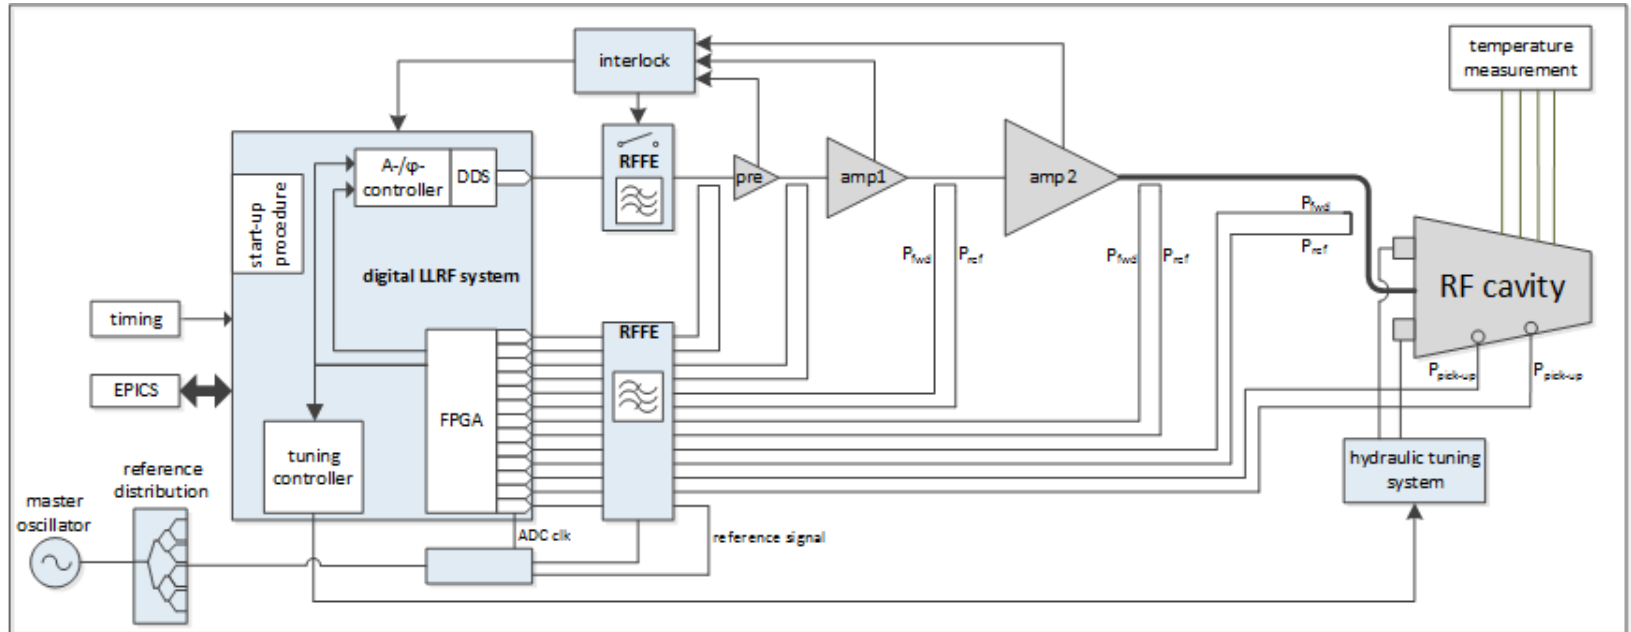 interlock
temperature
measurement
A-/φ-
controller
DDS
RFFE
pre
amp1
amp2
start-up
procedure
digital LLRF system
Pfwd
Pref
Pfwd
Pref
Pfwd
Pref
RF cavity
timing
EPICS
RFFE
FPGA
Ppick-up
Ppick-up
tuning
controller
hydraulic tuning
system
reference
distribution
master
oscillator
ADC clk
reference signal